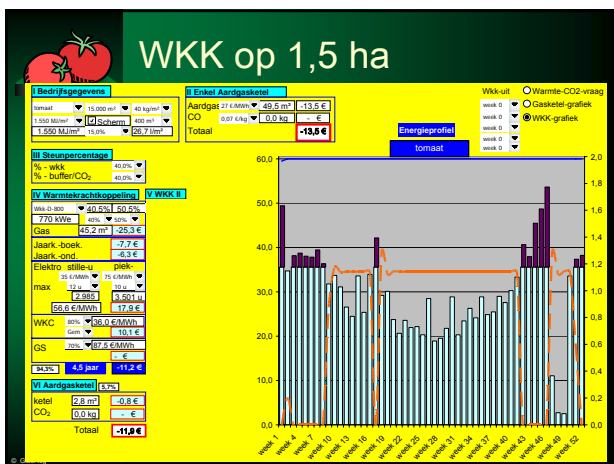 WKK op 1,5 ha
I Bedrijfsgegevens
tomaat 15.000 m² 40 kg/m²
1.550 MJ/m² Scherm 400 m³
1.550 MJ/m² 15,0% 26,7 l/m³
II Enkel Aardgasketel
Aardgas 27 €/MWh 49,5 m³ -13,5 €
CO 0,07 €/kg 0,0 kg - €
Totaal -13,5 €
Wkk-uit
week 0
week 0
week 0
week 0
week 0
Warmte-CO2-vraag
Gasketel-grafiek
WKK-grafiek
Energieprofiel
tomaat
III Steunpercentage
% - wkk 40,0%
% - buffer/CO₂ 40,0%
IV Warmtekrachtkoppeling V WKK II
Wkk-D-800 40,5% 50,5%
770 kWe 40% 50%
Gas 45,2 m³ -25,3 €
Jaark.-boek. -7,7 €
Jaark.-ond. -6,3 €
Elektro stille-u piek-
35 €/MWh 75 €/MWh
max 12 u 10 u
2.985 3.501 u
56,6 €/MWh 17,9 €
WKC 80% 36,0 €/MWh
Gem 10,1 €
GS 70% 87,5 €/MWh
- €
94,3% 4,5 jaar -11,2 €
VI Aardgasketel 5,7%
ketel 2,8 m³ -0,8 €
CO₂ 0,0 kg - €
Totaal -11,9 €
60,0
50,0
40,0
30,0
20,0
10,0
0,0
2,0
1,8
1,6
1,4
1,2
1,0
0,8
0,6
0,4
0,2
0,0
week 1
week 4
week 7
week 10
week 13
week 16
week 19
week 22
week 25
week 28
week 31
week 34
week 37
week 40
week 43
week 46
week 49
week 52